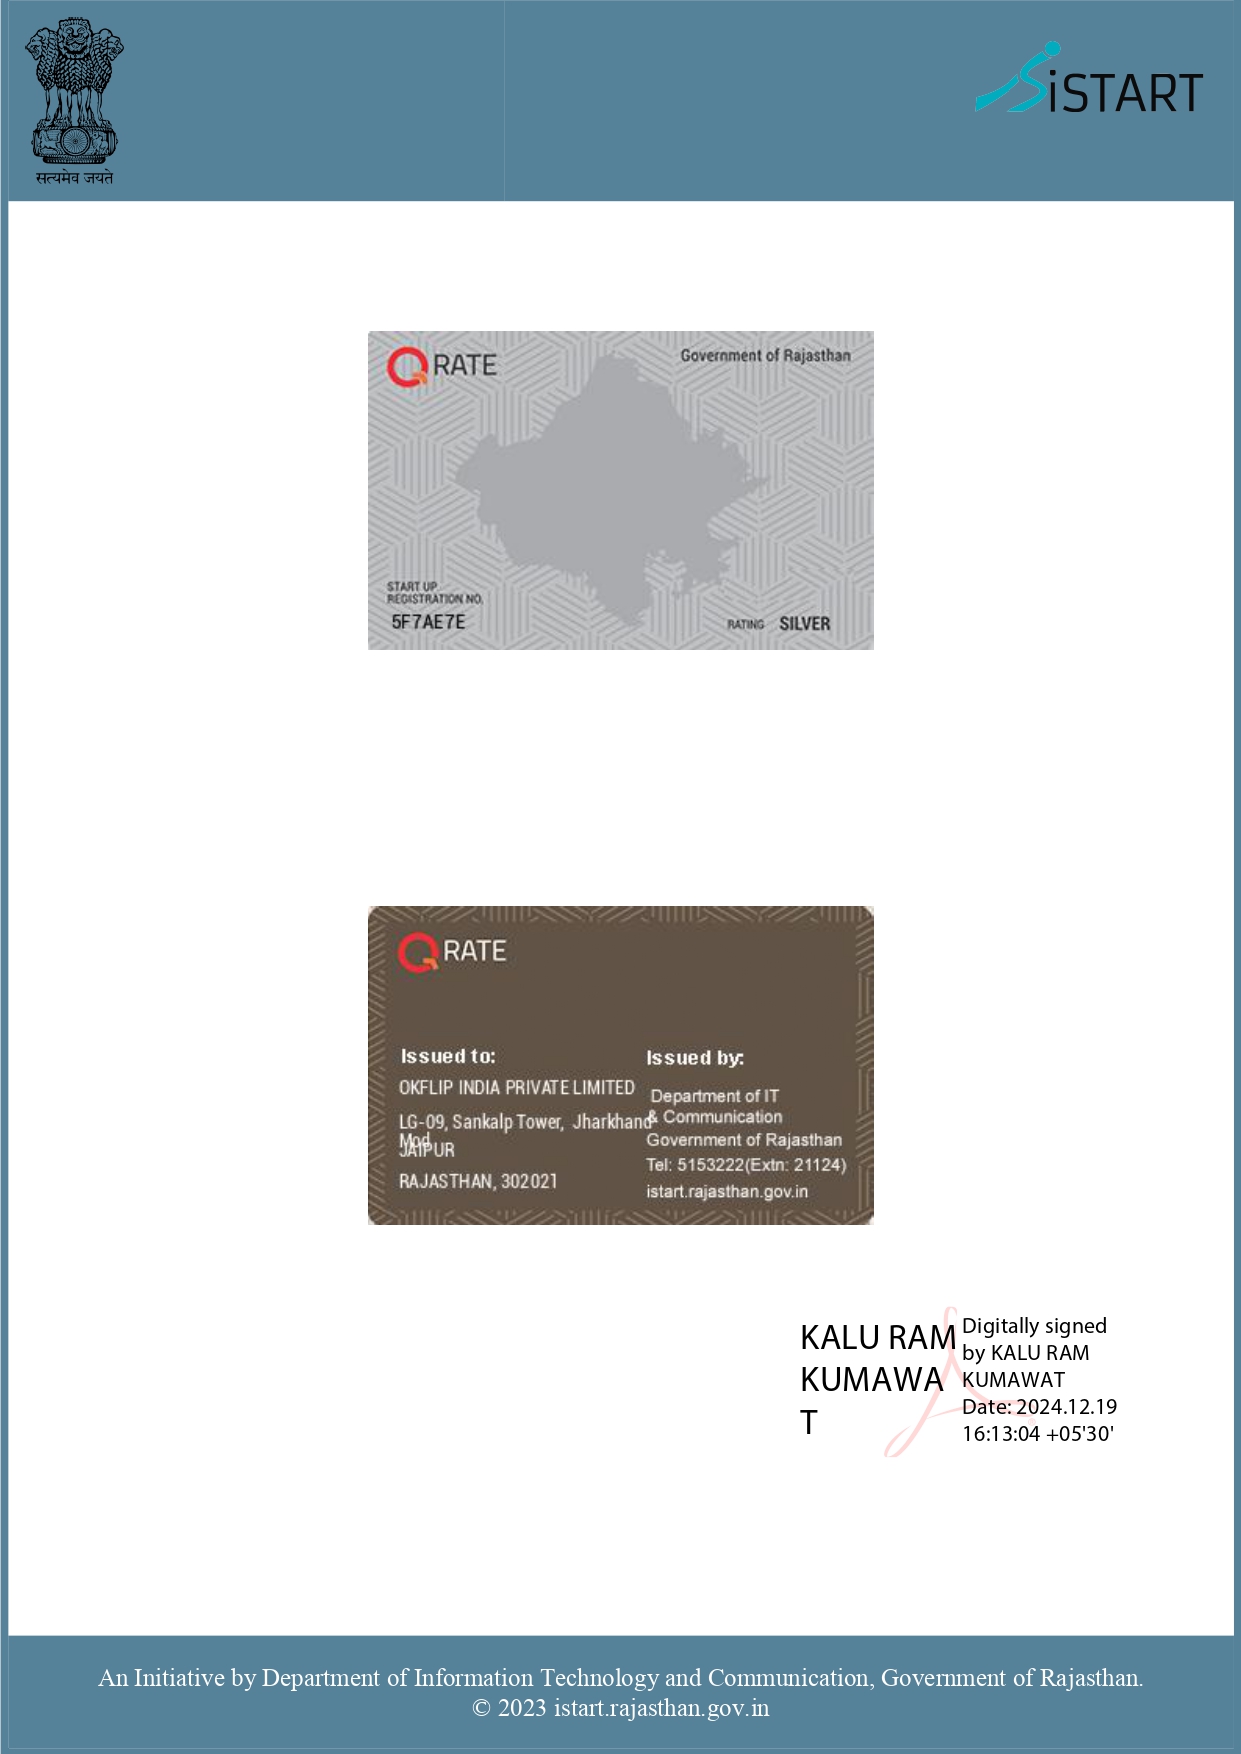 सत्यमेव जयते
iSTART
QRATE
Government of Rajasthan
START UP
REGISTRATION NO.
5F7AE7E
RATING SILVER
QRATE
Issued to:
OKFLIP INDIA PRIVATE LIMITED
LG-09, Sankalp Tower, Jharkhand
Mod
JAIPUR
RAJASTHAN, 302021
Issued by:
Department of IT
& Communication
Government of Rajasthan
Tel: 5153222(Extn: 21124)
istart.rajasthan.gov.in
KALU RAM
KUMAWA
T
Digitally signed
by KALU RAM
KUMAWAT
Date: 2024.12.19
16:13:04 +05'30'
An Initiative by Department of Information Technology and Communication, Government of Rajasthan.
© 2023 istart.rajasthan.gov.in